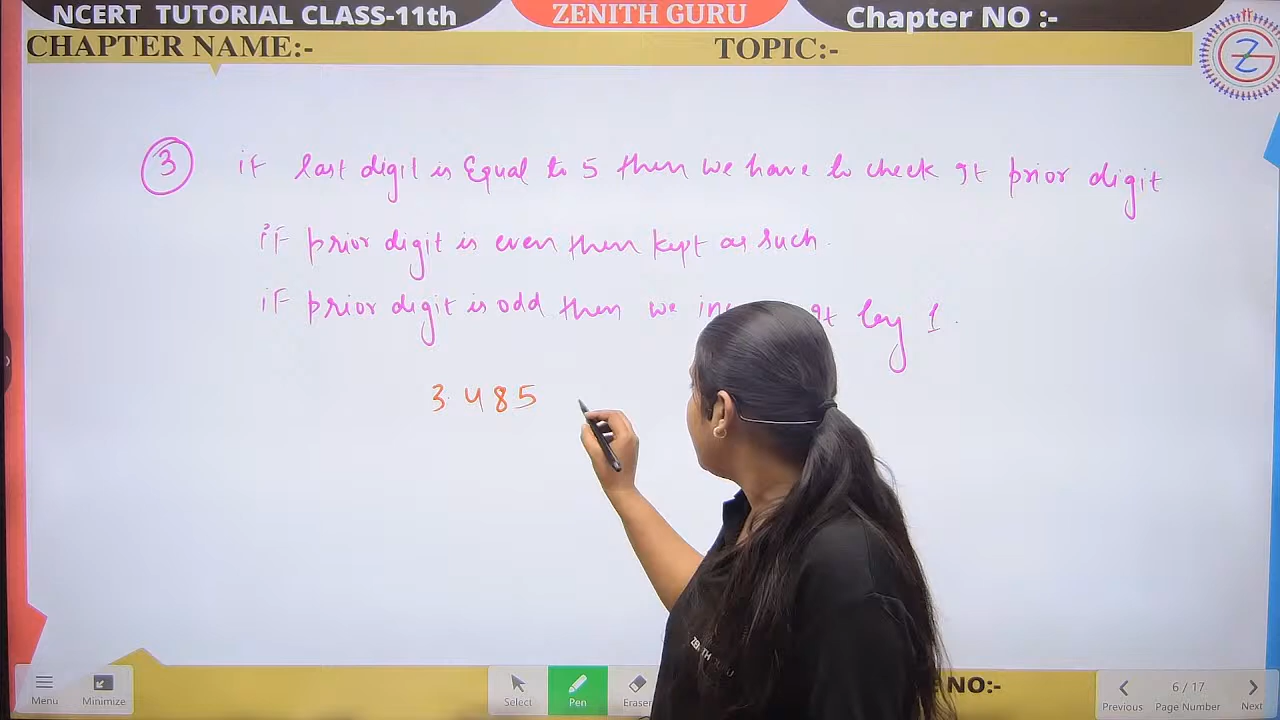 NCERT TUTORIAL CLASS-11th
ZENITH GURU
Chapter NO :-
CHAPTER NAME:-
TOPIC:-
3 if last digit is Equal to 5 then we have to check it prior digit
if prior digit is even then kept as such.
if prior digit is odd then we it by 1.
3.485
NO:-
Menu
Minimize
Select
Pen
Eraser
Previous
6 / 17
Page Number
Next